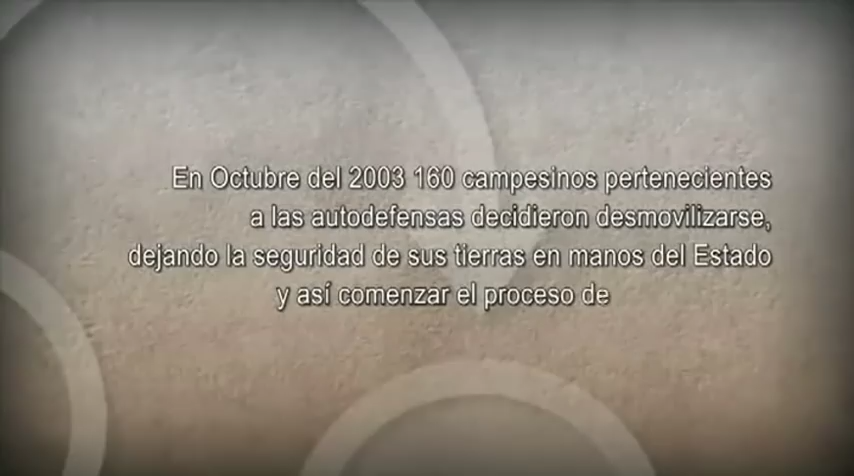 En Octubre del 2003 160 campesinos pertenecientes
a las autodefensas decidieron desmovilizarse,
dejando la seguridad de sus tierras en manos del Estado
y así comenzar el proceso de